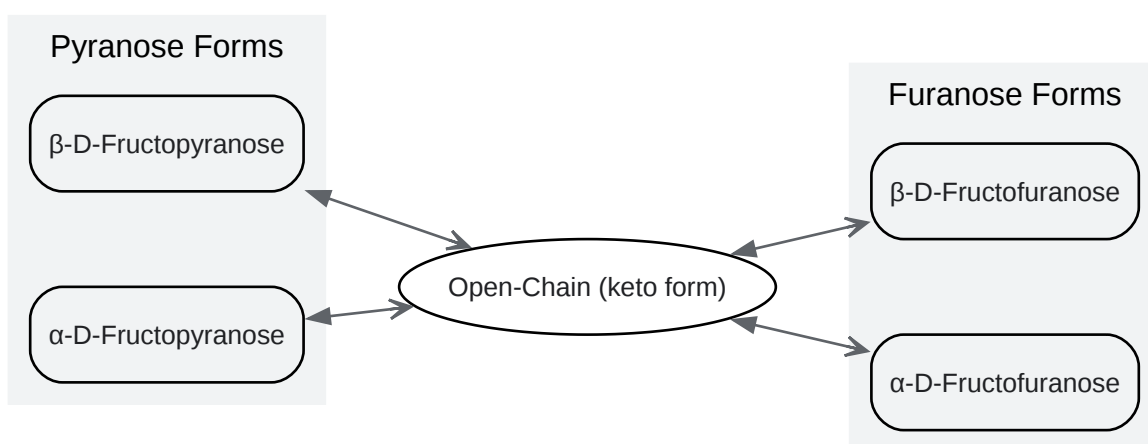 Pyranose Forms
β-D-Fructopyranose
α-D-Fructopyranose
Open-Chain (keto form)
Furanose Forms
β-D-Fructofuranose
α-D-Fructofuranose